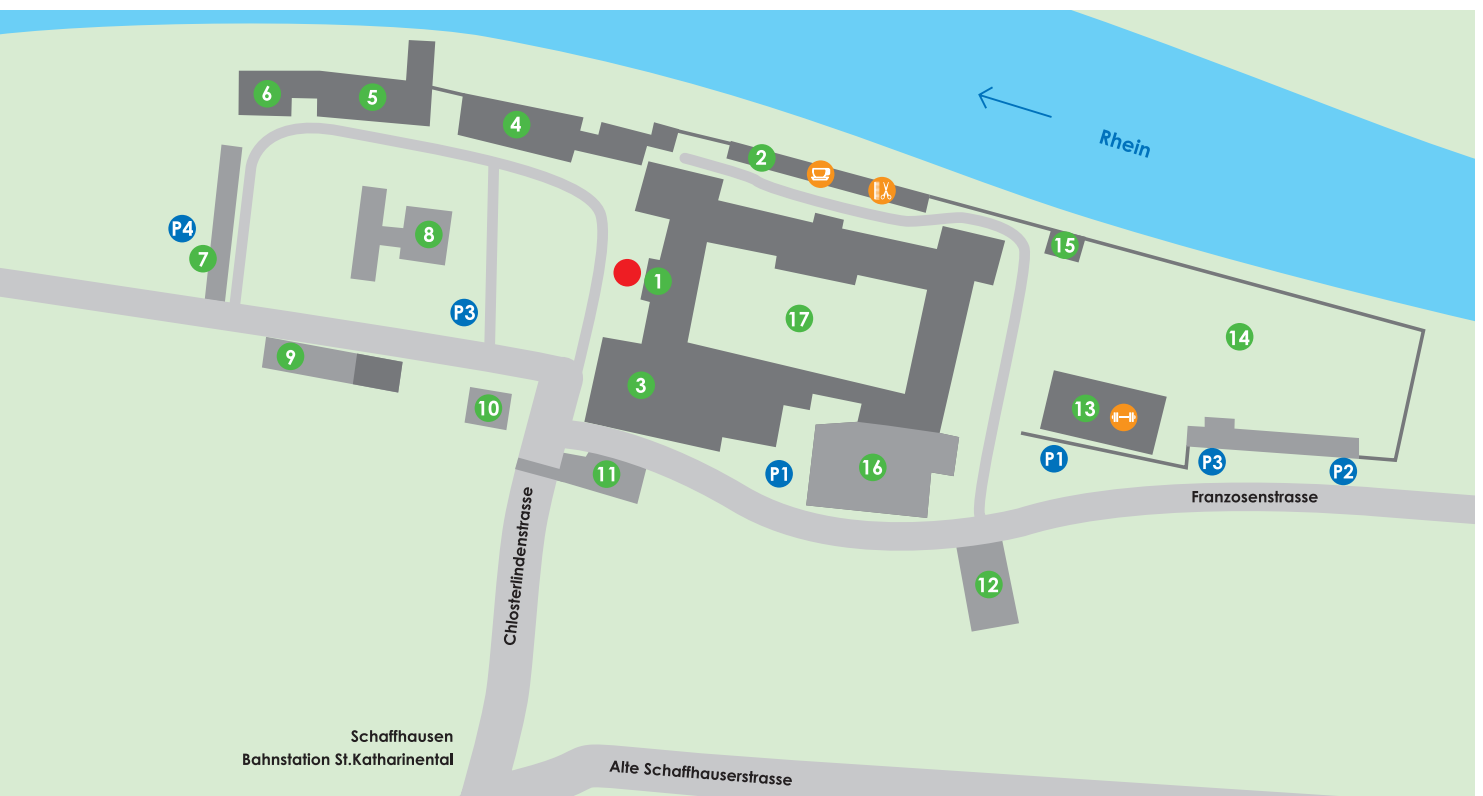 6
5
4
2
Rhein
P4
7
8
1
15
17
14
P3
9
3
10
13
11
P1
16
P1
P3
P2
Franzosenstrasse
Chlosterlindenstrasse
12
Schaffhausen
Bahnstation St.Katharinental
Alte Schaffhauserstrasse